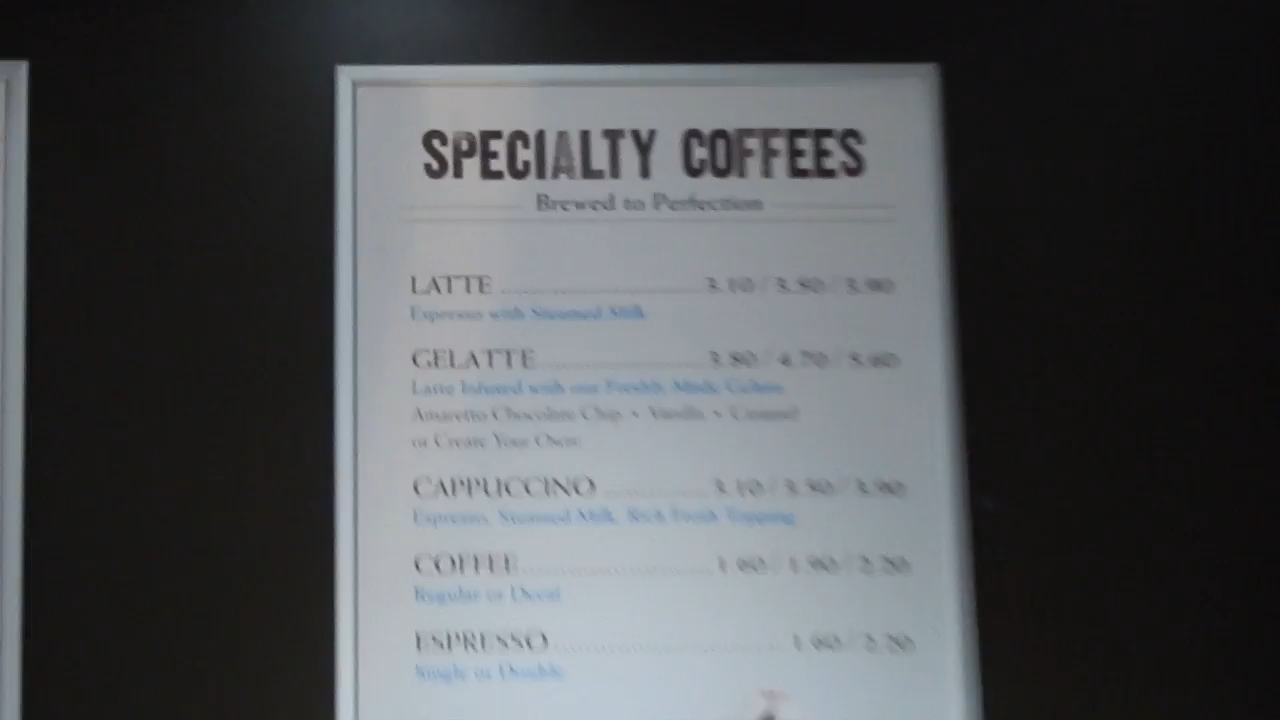 SPECIALTY COFFEES
Brewed to Perfection
LATTE 3.10 / 3.50 / 3.90
Espresso with Steamed Milk
GELATTE 3.80 / 4.70 / 5.60
Latte Infused with our Freshly Made Gelato
Amaretto Chocolate Chip • Vanilla • Caramel
or Create Your Own
CAPPUCCINO 3.10 / 3.50 / 3.90
Espresso, Steamed Milk, Rich Froth Topping
COFFEE 1.60 / 1.90 / 2.20
Regular or Decaf
ESPRESSO 1.60 / 2.20
Single or Double